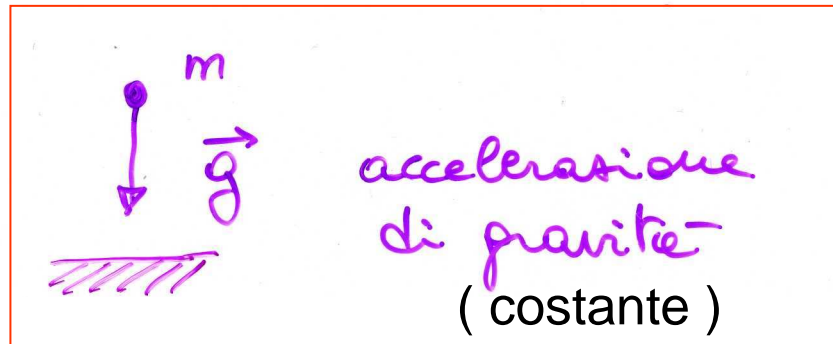 m
g
accelerazione
di gravità
( costante )